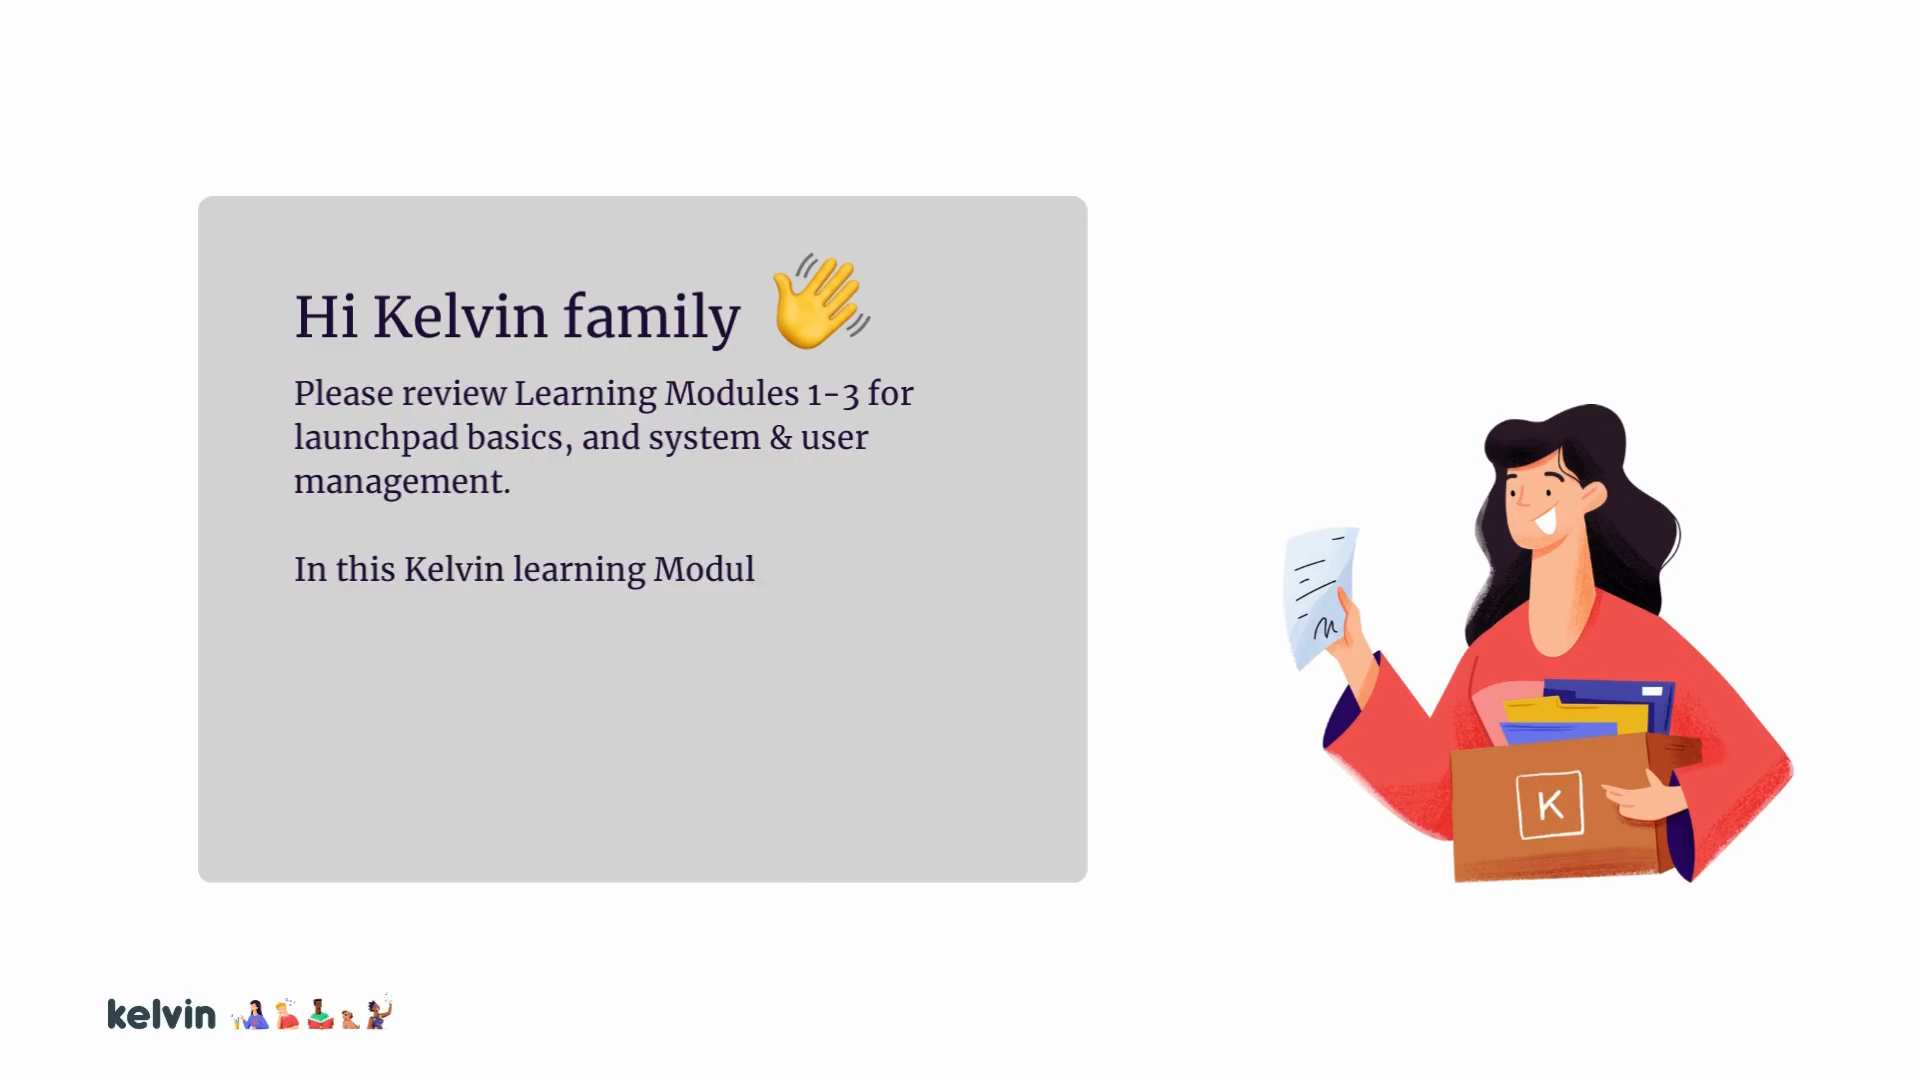 Hi Kelvin family 👋
Please review Learning Modules 1-3 for
launchpad basics, and system & user
management.
In this Kelvin learning Modul
K
kelvin